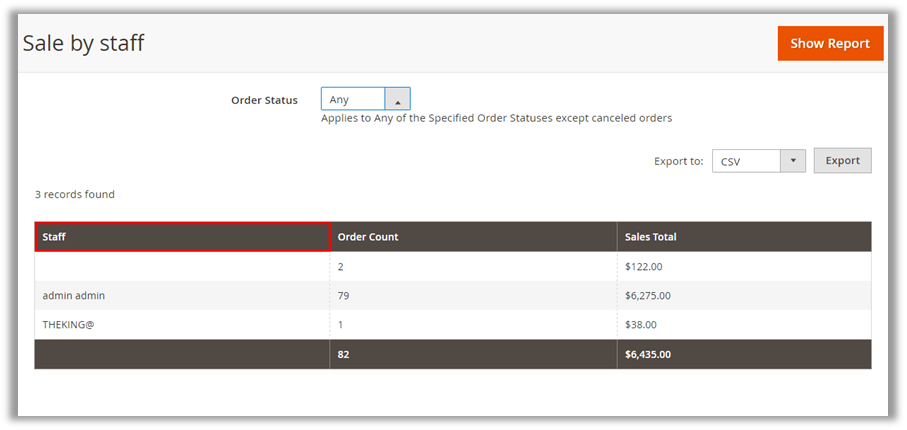 Sale by staff
Show Report
Order Status
Any
Applies to Any of the Specified Order Statuses except canceled orders
Export to: CSV Export
3 records found
Staff Order Count Sales Total
2 $122.00
admin admin 79 $6,275.00
THEKING@ 1 $38.00
82 $6,435.00